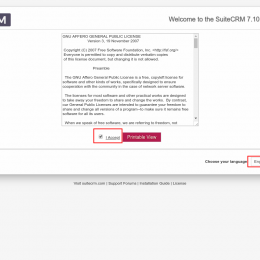 M
Welcome to the SuiteCRM 7.10
GNU AFFERO GENERAL PUBLIC LICENSE
Version 3, 19 November 2007
Copyright (C) 2007 Free Software Foundation, Inc. <http://fsf.org/>
Everyone is permitted to copy and distribute verbatim copies
of this license document, but changing it is not allowed.
Preamble
The GNU Affero General Public License is a free, copyleft license for
software and other kinds of works, specifically designed to ensure
cooperation with the community in the case of network server software.
The licenses for most software and other practical works are designed
to take away your freedom to share and change the works. By contrast,
our General Public Licenses are intended to guarantee your freedom to
share and change all versions of a program--to make sure it remains free
software for all its users.
When we speak of free software, we are referring to freedom, not
I Accept
Printable View
Choose your language
Eng
Visit suitecrm.com | Support Forums | Installation Guide | License